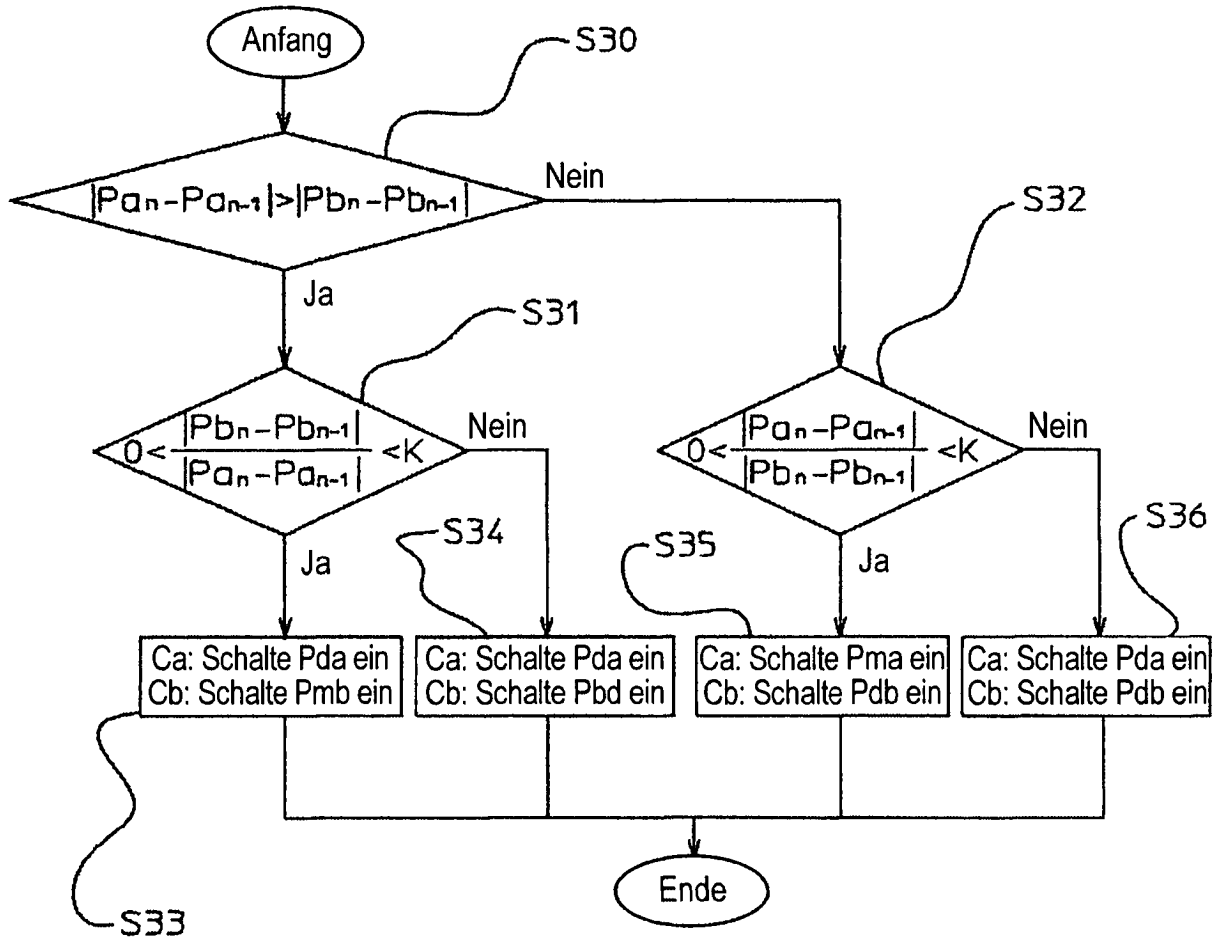 Anfang
S30
|Paₙ-Paₙ₋₁|>|Pbₙ-Pbₙ₋₁|
Nein
S32
Ja
S31
0< |Pbₙ-Pbₙ₋₁| / |Paₙ-Paₙ₋₁| <K
Nein
0< |Paₙ-Paₙ₋₁| / |Pbₙ-Pbₙ₋₁| <K
Nein
Ja
S34
S35
Ja
S36
Ca: Schalte Pda ein
Cb: Schalte Pmb ein
Ca: Schalte Pda ein
Cb: Schalte Pbd ein
Ca: Schalte Pma ein
Cb: Schalte Pdb ein
Ca: Schalte Pda ein
Cb: Schalte Pdb ein
S33
Ende